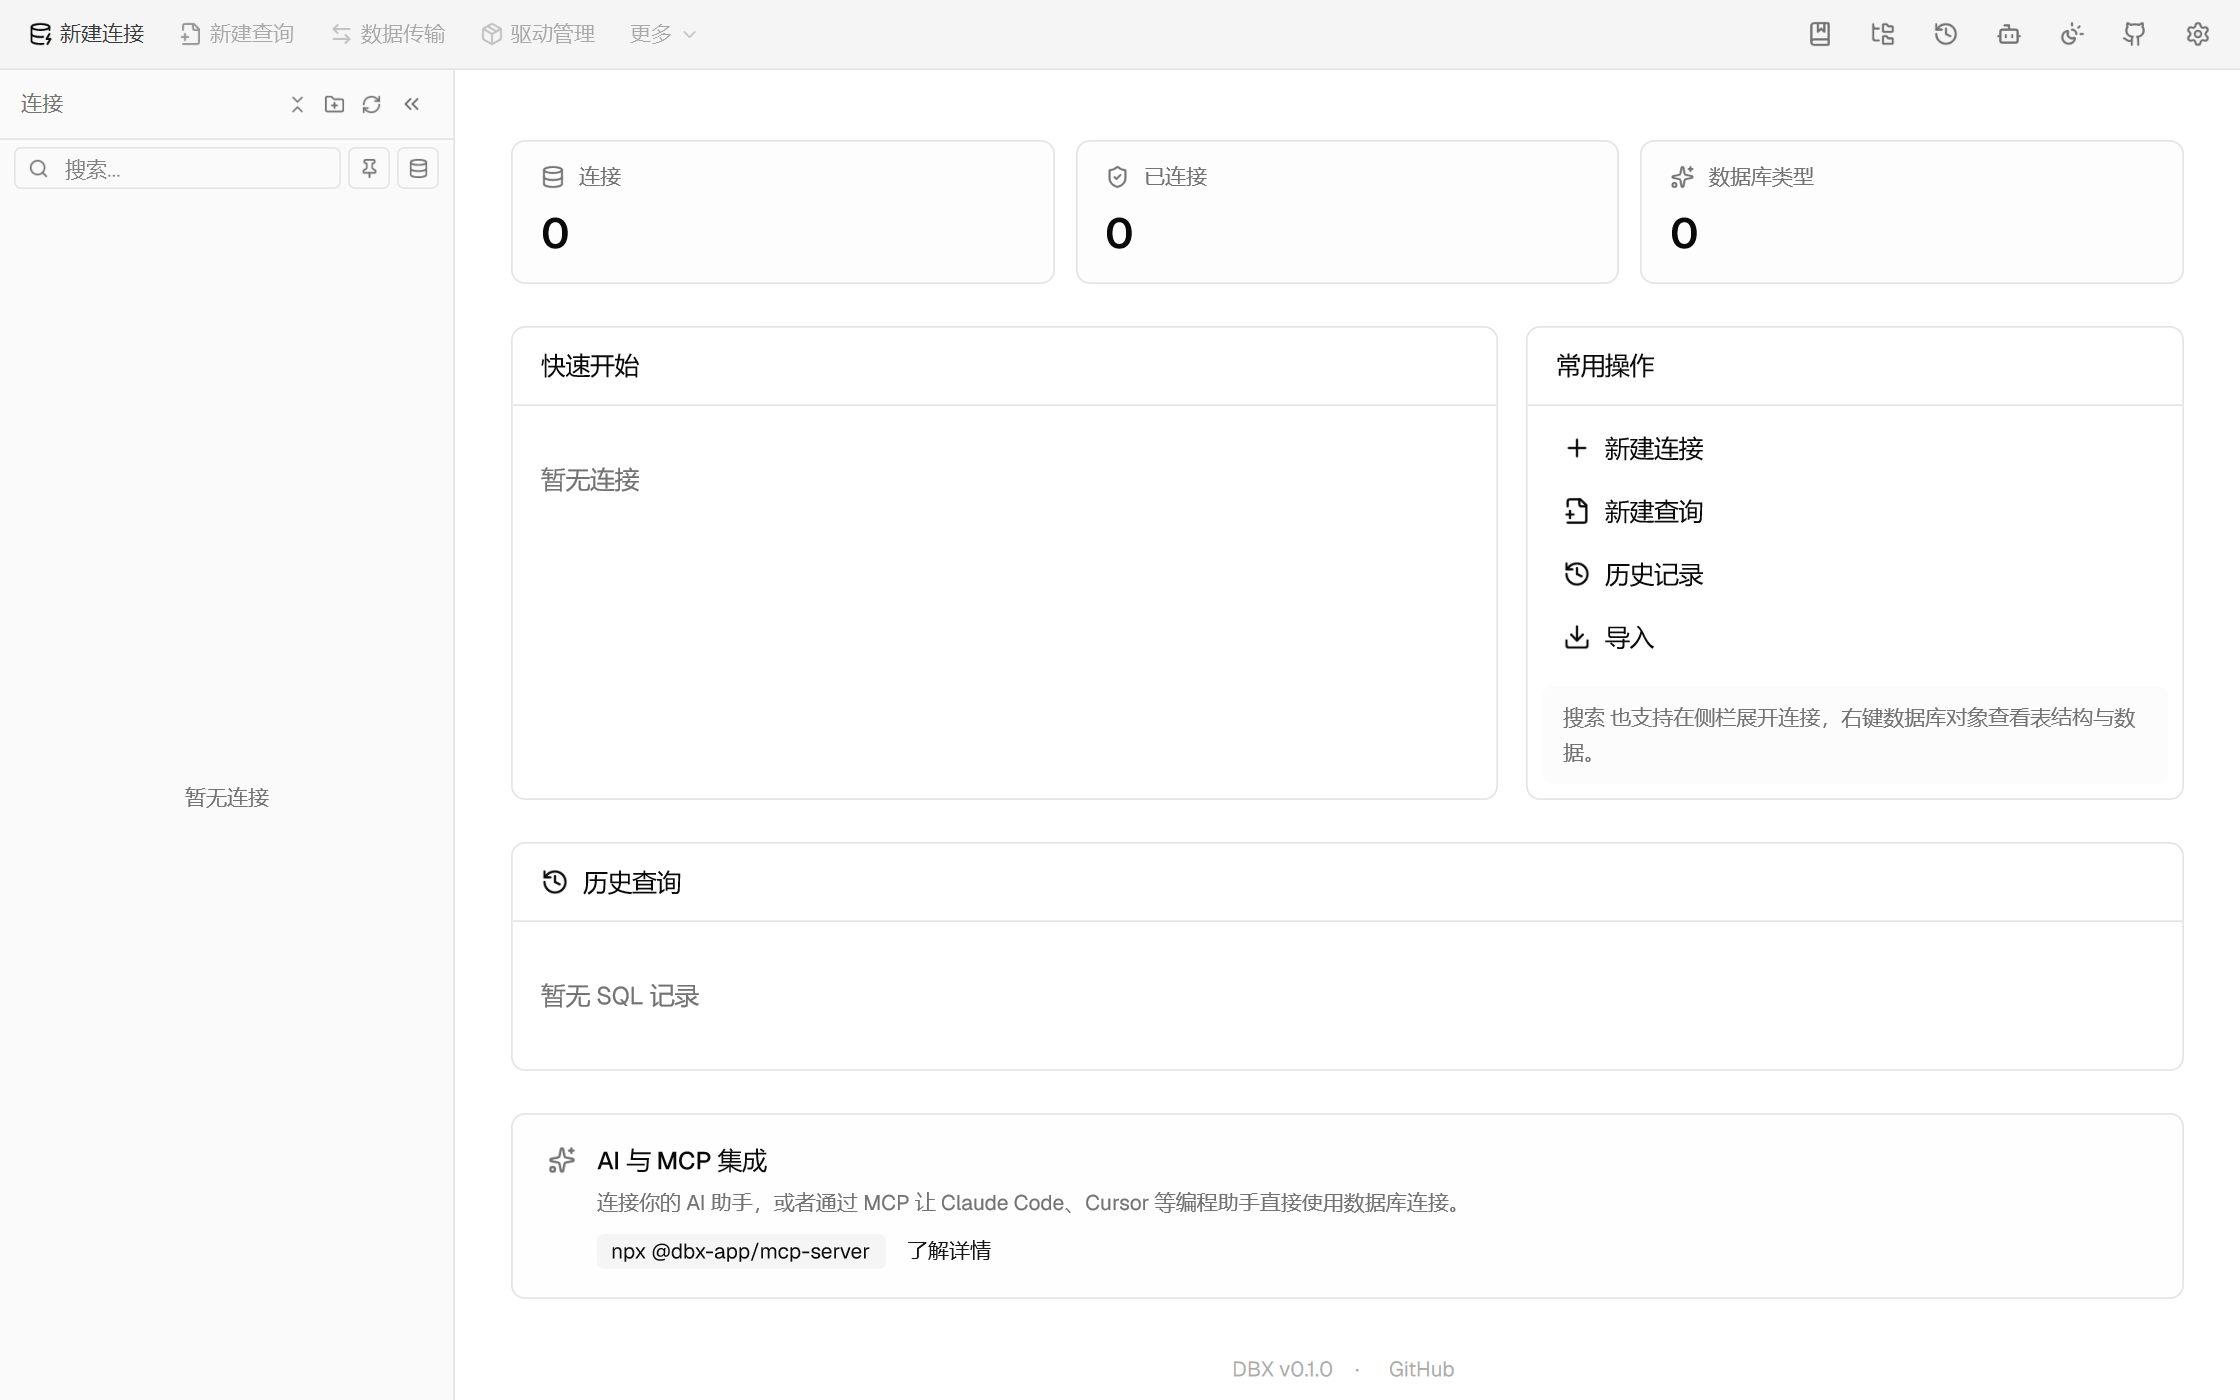 新建连接 新建查询 数据传输 驱动管理 更多
连接
搜索...
暂无连接
连接
0
已连接
0
数据库类型
0
快速开始
暂无连接
常用操作
新建连接
新建查询
历史记录
导入
搜索 也支持在侧栏展开连接，右键数据库对象查看表结构与数
据。
历史查询
暂无 SQL 记录
AI 与 MCP 集成
连接你的 AI 助手，或者通过 MCP 让 Claude Code、Cursor 等编程助手直接使用数据库连接。
npx @dbx-app/mcp-server 了解详情
DBX v0.1.0 · GitHub